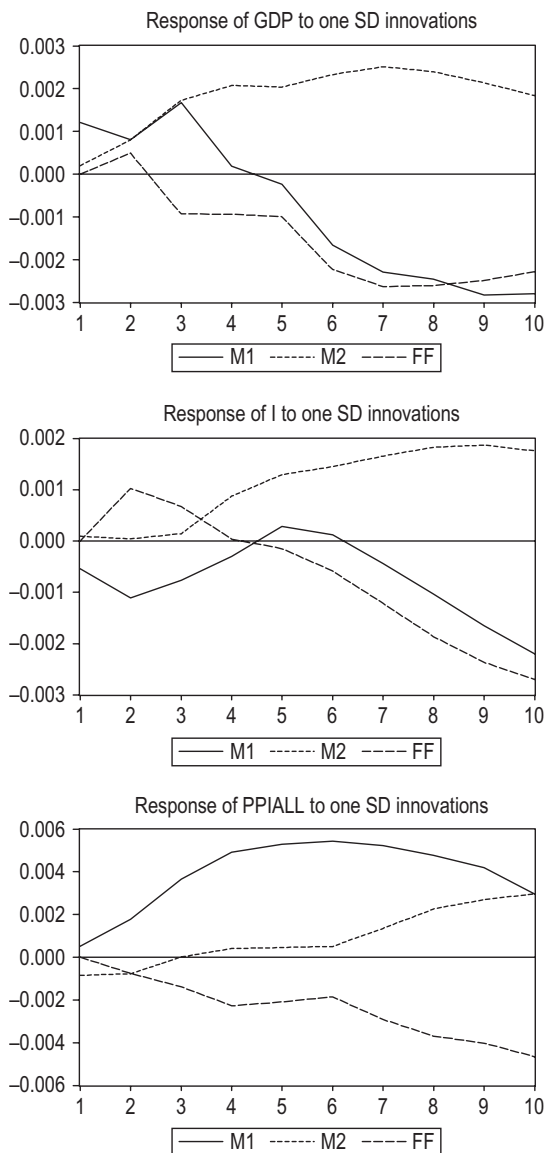 Response of GDP to one SD innovations
0.003
0.002
0.001
0.000
–0.001
–0.002
–0.003
1 2 3 4 5 6 7 8 9 10
M1 M2 FF
Response of I to one SD innovations
0.002
0.001
0.000
–0.001
–0.002
–0.003
1 2 3 4 5 6 7 8 9 10
M1 M2 FF
Response of PPIALL to one SD innovations
0.006
0.004
0.002
0.000
–0.002
–0.004
–0.006
1 2 3 4 5 6 7 8 9 10
M1 M2 FF